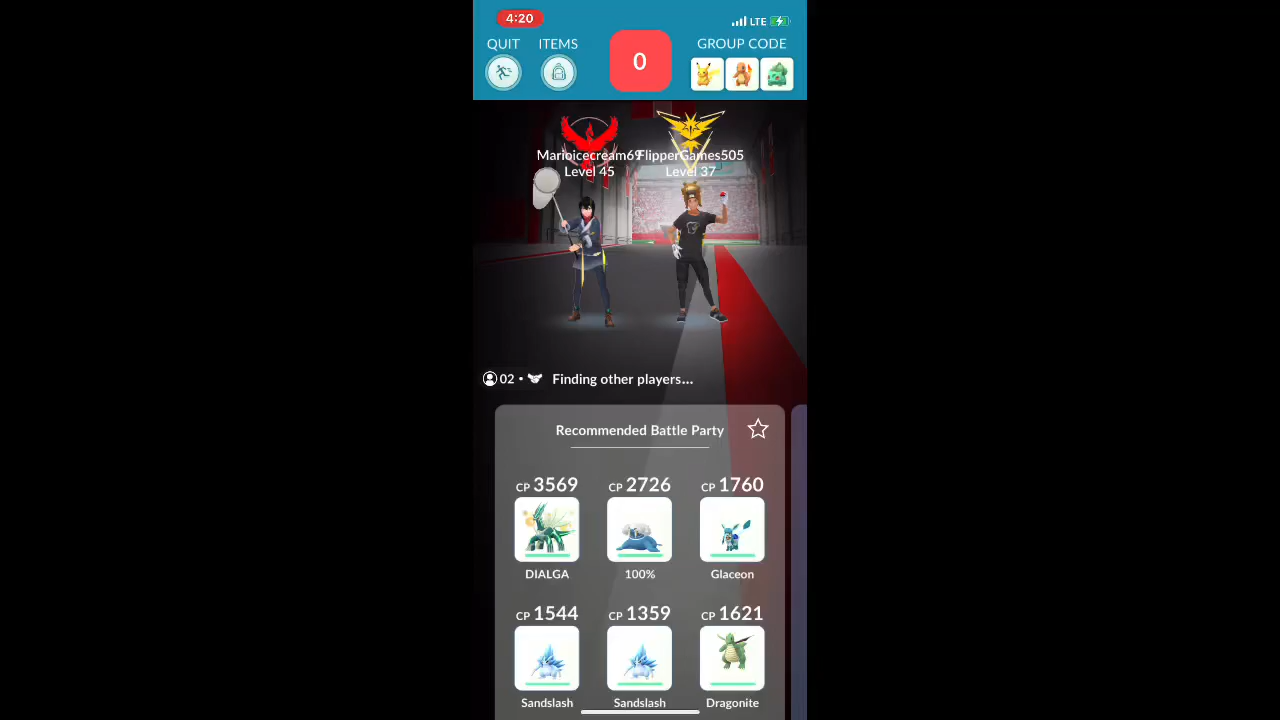 4:20
LTE
QUIT
ITEMS
0
GROUP CODE
Marioicecream69
FlipperGames505
Level 45
Level 37
02 • Finding other players...
Recommended Battle Party
CP 3569
CP 2726
CP 1760
DIALGA
100%
Glaceon
CP 1544
CP 1359
CP 1621
Sandslash
Sandslash
Dragonite